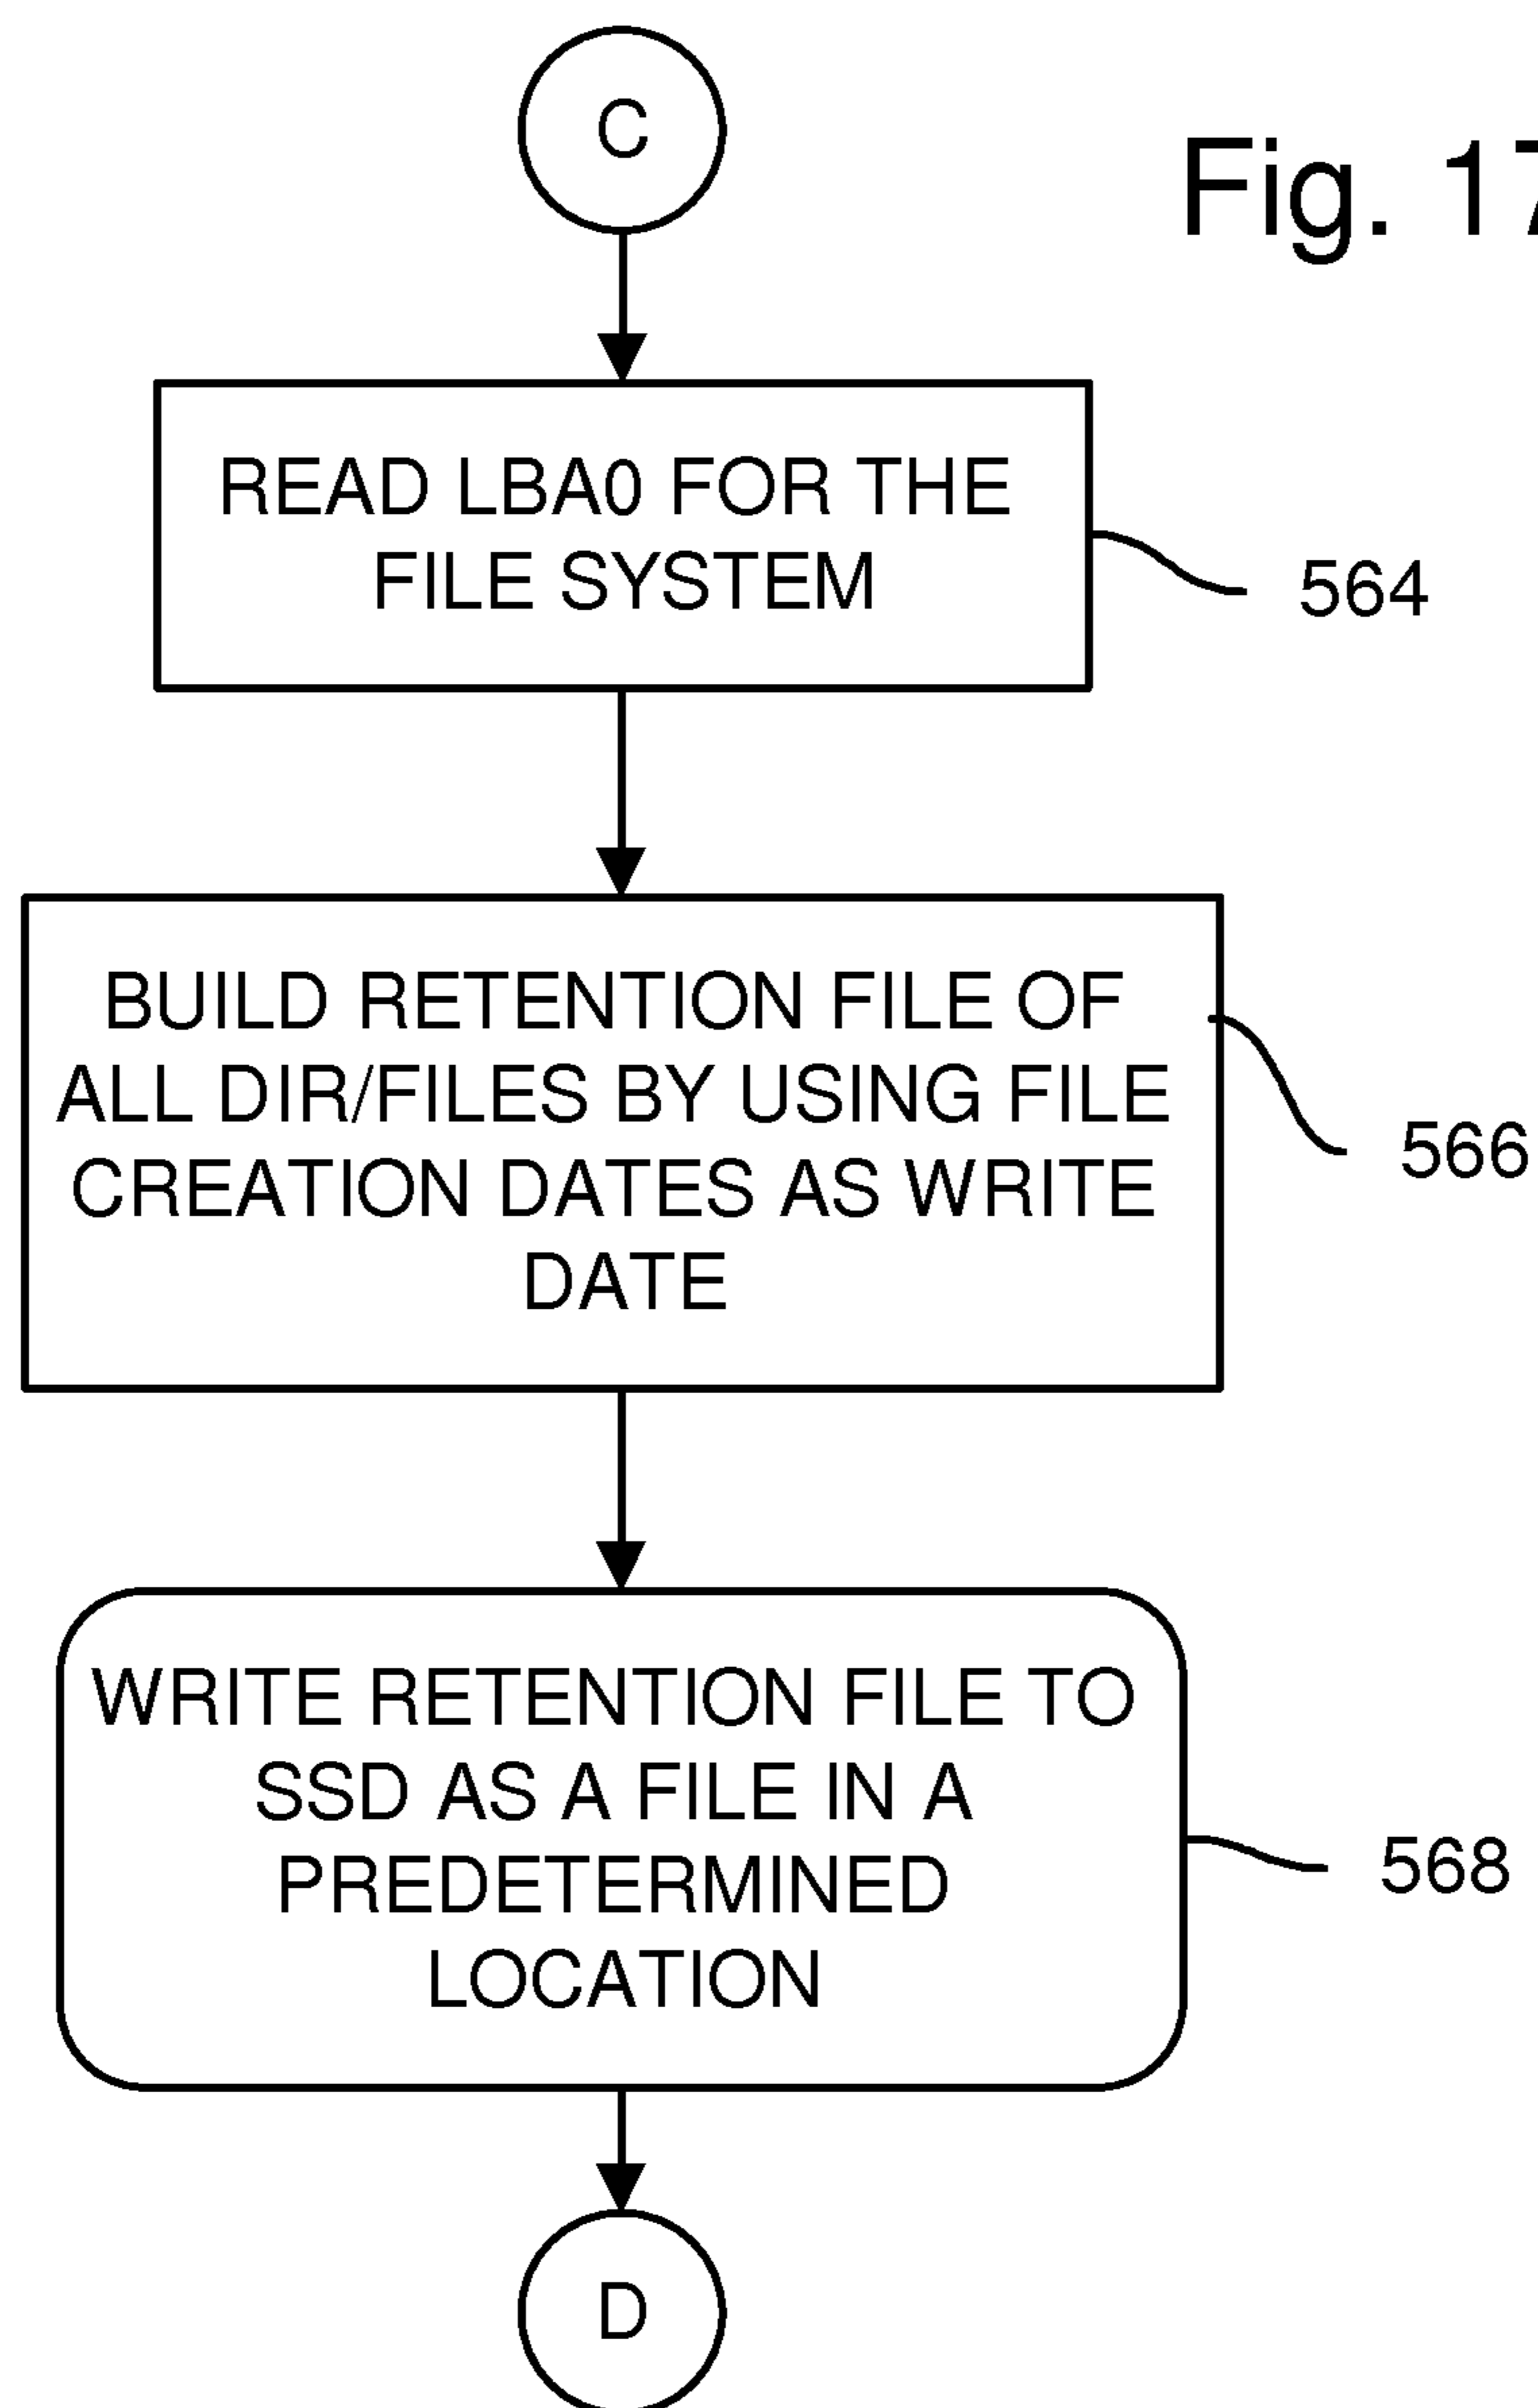 C
Fig. 17
READ LBA0 FOR THE
FILE SYSTEM
564
BUILD RETENTION FILE OF
ALL DIR/FILES BY USING FILE
CREATION DATES AS WRITE
DATE
566
WRITE RETENTION FILE TO
SSD AS A FILE IN A
PREDETERMINED
LOCATION
568
D